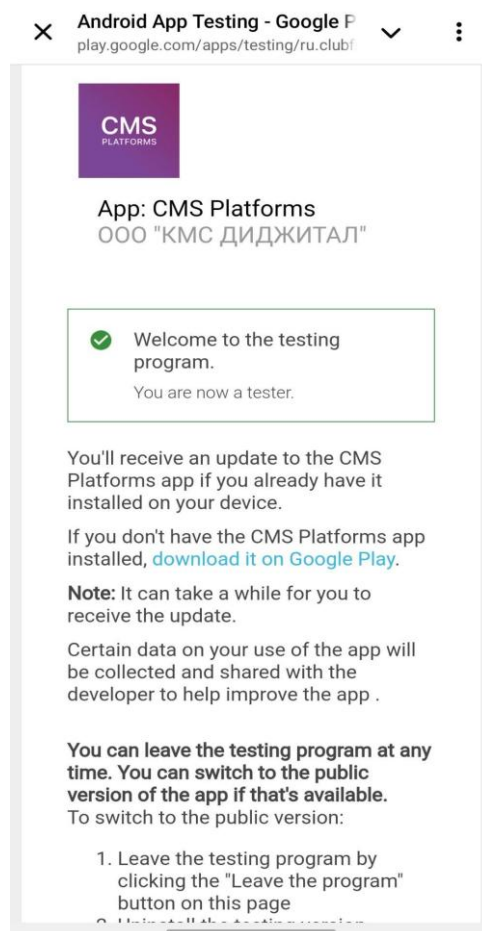 Android App Testing - Google P
play.google.com/apps/testing/ru.clubf
CMS
PLATFORMS
App: CMS Platforms
ООО "КМС ДИДЖИТАЛ"
Welcome to the testing
program.
You are now a tester.
You'll receive an update to the CMS
Platforms app if you already have it
installed on your device.
If you don't have the CMS Platforms app
installed, download it on Google Play.
Note: It can take a while for you to
receive the update.
Certain data on your use of the app will
be collected and shared with the
developer to help improve the app .
You can leave the testing program at any
time. You can switch to the public
version of the app if that's available.
To switch to the public version:
1. Leave the testing program by
clicking the "Leave the program"
button on this page
2. Uninstall the testing version